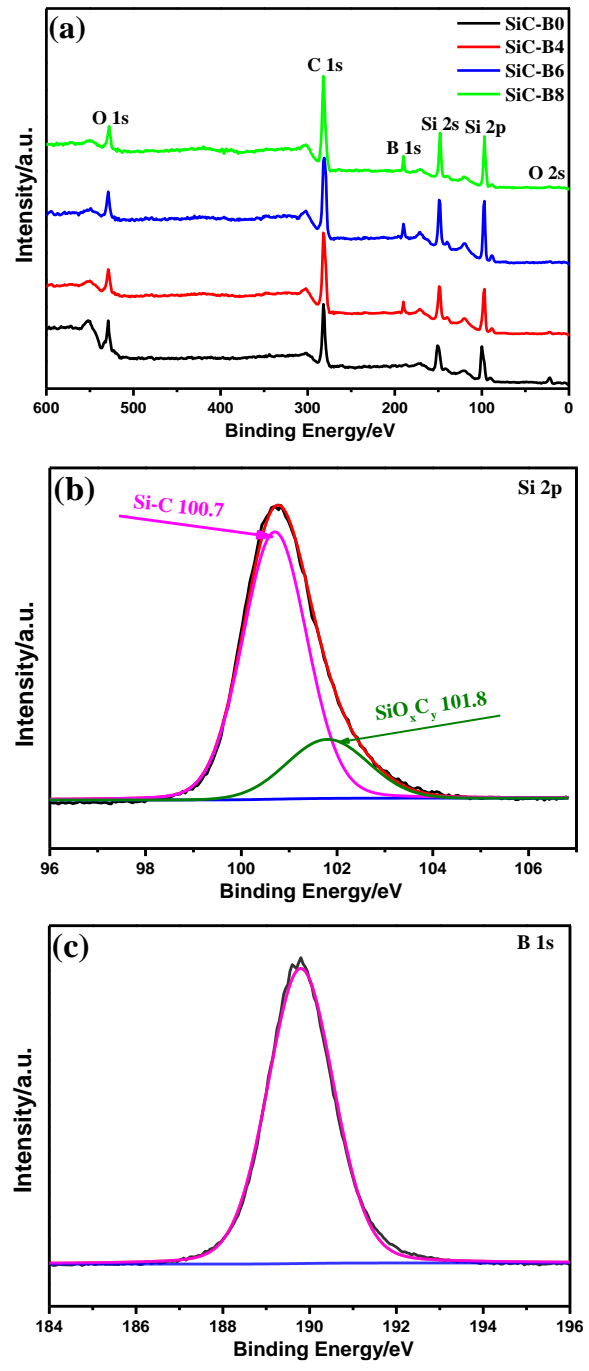 (a)
SiC-B0
SiC-B4
SiC-B6
SiC-B8
C 1s
O 1s
B 1s
Si 2s
Si 2p
O 2s
Intensity/a.u.
600 500 400 300 200 100 0
Binding Energy/eV
(b)
Si 2p
Si-C 100.7
SiOxCy 101.8
Intensity/a.u.
96 98 100 102 104 106
Binding Energy/eV
(c)
B 1s
Intensity/a.u.
184 186 188 190 192 194 196
Binding Energy/eV